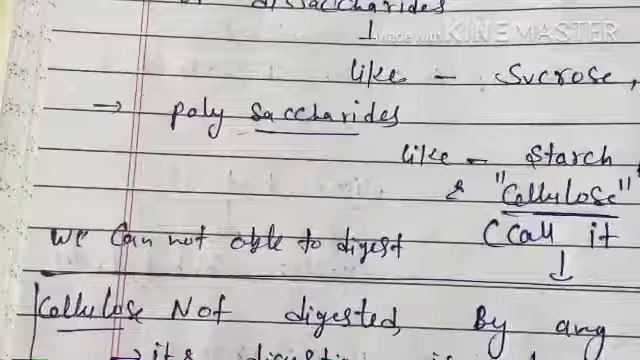 disaccharides
Made with KINEMASTER
like - Sucrose,
→ poly saccharides
like - Starch
& "Cellulose"
we can not able to digest (call it
↓
Cellulose Not digested, By any
→ its